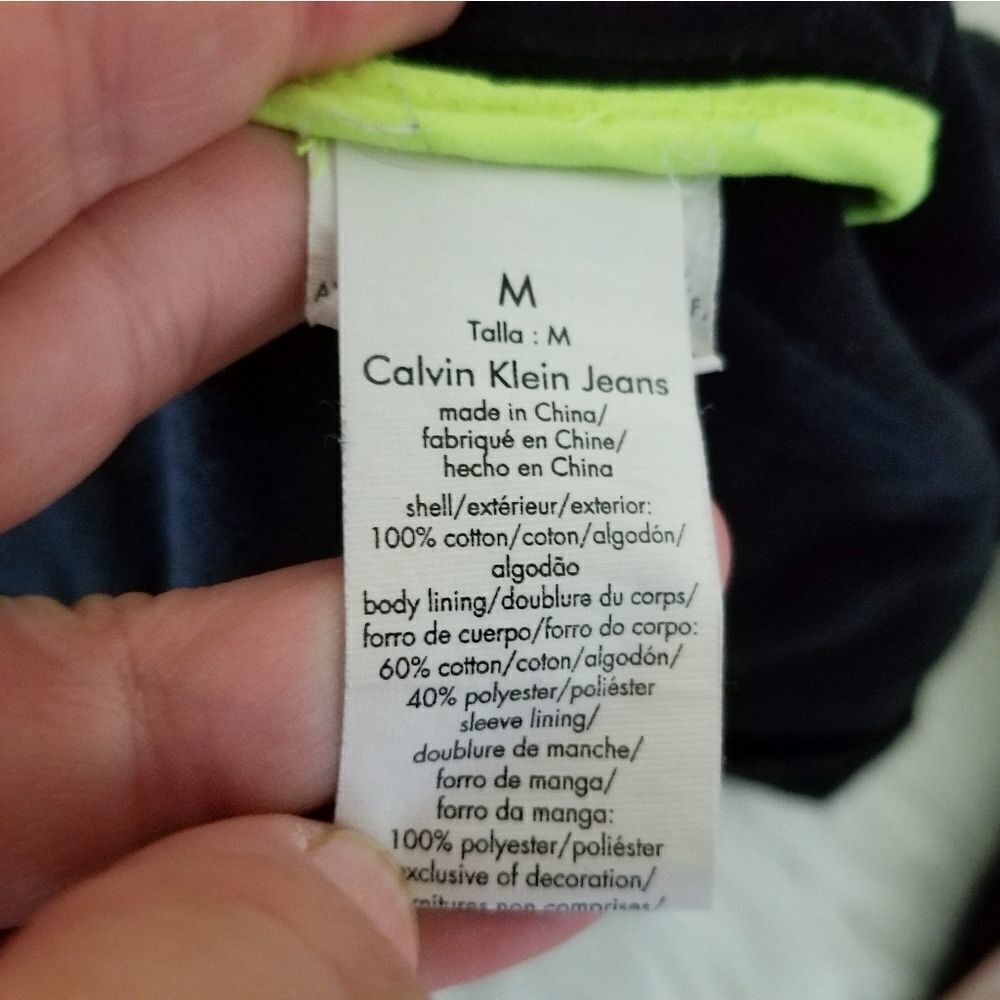 M
Talla : M
Calvin Klein Jeans
made in China/
fabriqué en Chine/
hecho en China
shell/extérieur/exterior:
100% cotton/coton/algodón/
algodão
body lining/doublure du corps/
forro de cuerpo/forro do corpo:
60% cotton/coton/algodón/
40% polyester/poliéster
sleeve lining/
doublure de manche/
forro de manga/
forro da manga:
100% polyester/poliéster
exclusive of decoration/
non comprises/